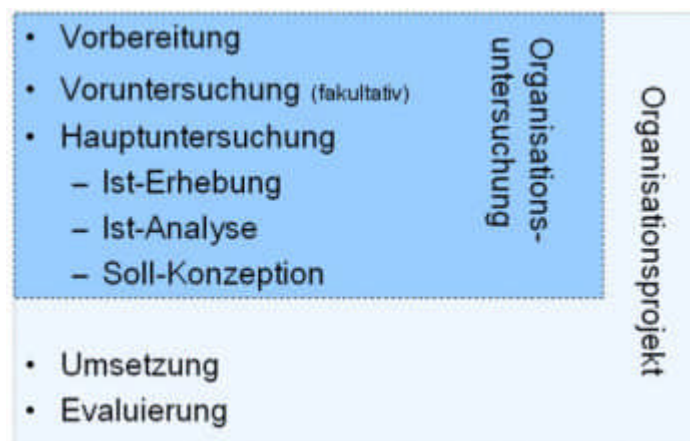 • Vorbereitung
• Voruntersuchung (fakultativ)
• Hauptuntersuchung
– Ist-Erhebung
– Ist-Analyse
– Soll-Konzeption
Organisations-
untersuchung
• Umsetzung
• Evaluierung
Organisationsprojekt